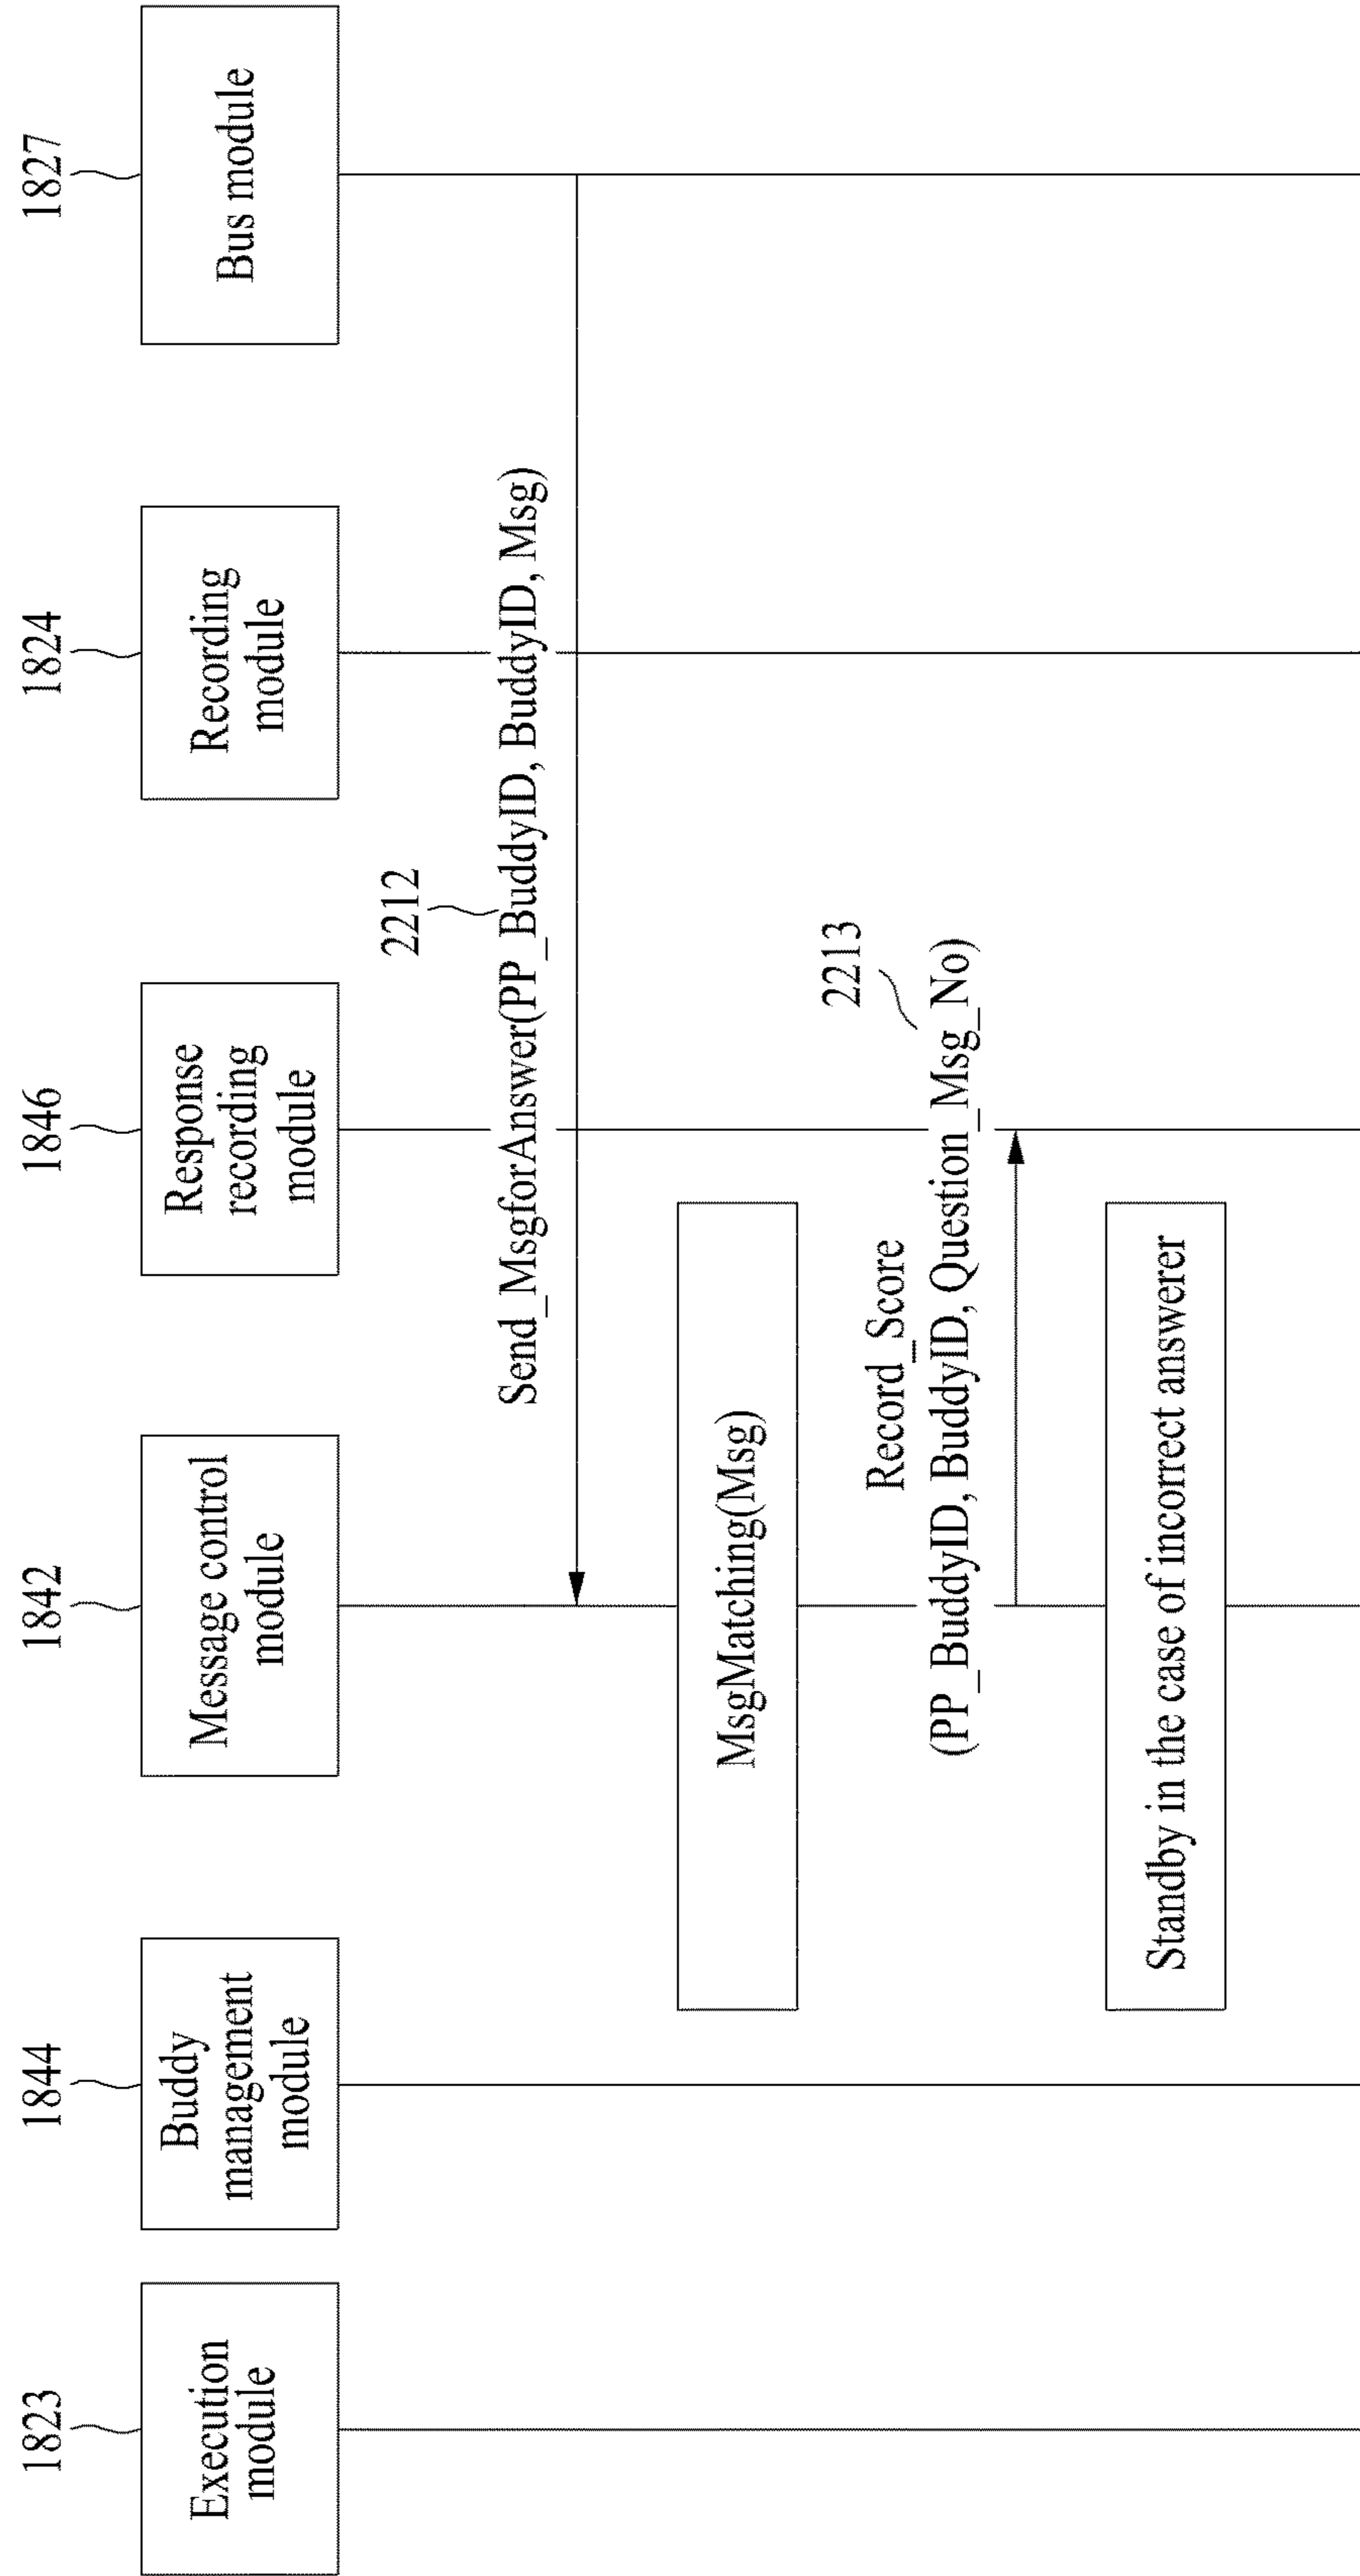 1823
1844
1842
1846
1824
1827
Execution
module
Buddy
management
module
Message control
module
Response
recording
module
Recording
module
Bus module
2212
Send_MsgforAnswer(PP_BuddyID, BuddyID, Msg)
MsgMatching(Msg)
2213
Record_Score
(PP_BuddyID, BuddyID, Question_Msg_No)
Standby in the case of incorrect answerer